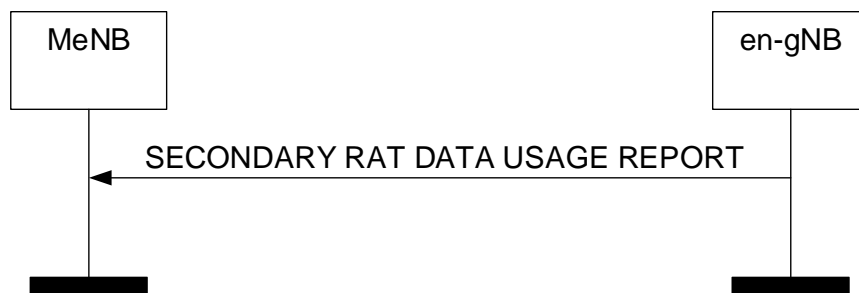 MeNB
en-gNB
SECONDARY RAT DATA USAGE REPORT